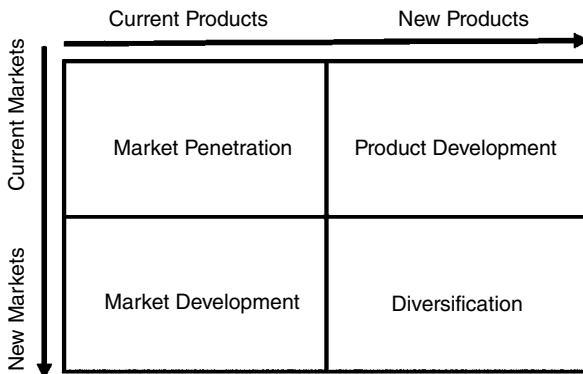 Current Products
New Products
Current Markets
Market Penetration
Product Development
New Markets
Market Development
Diversification